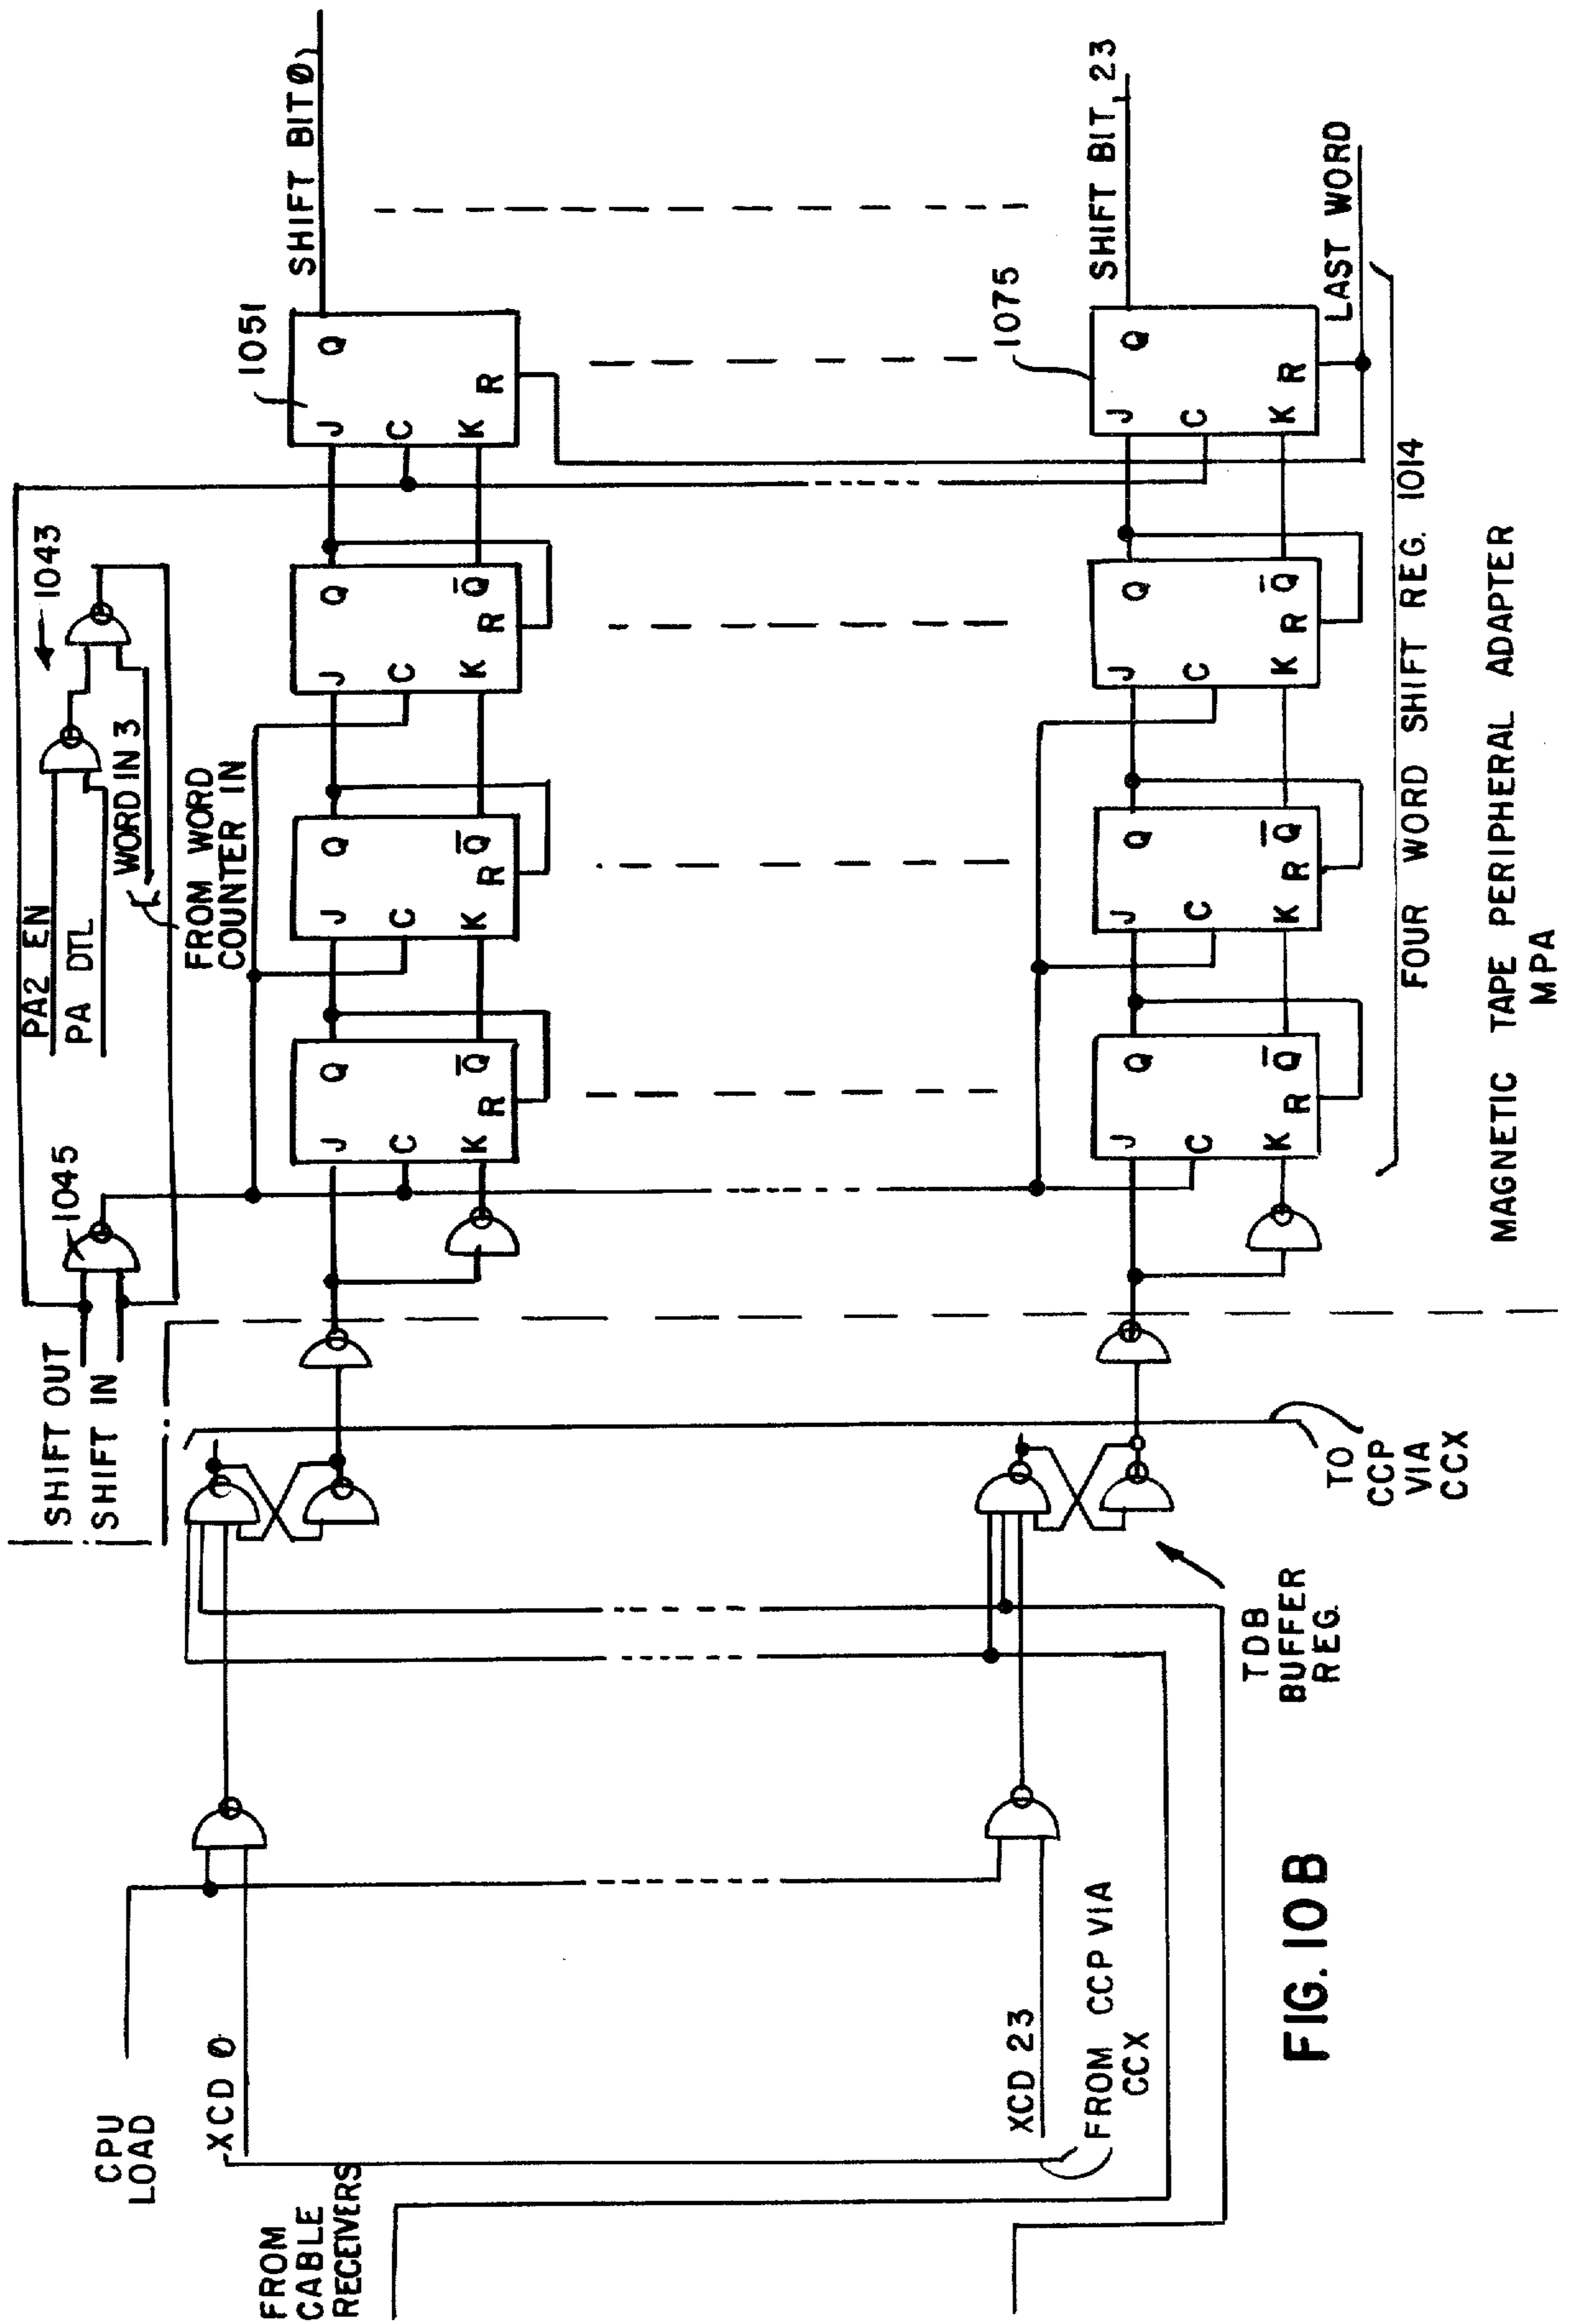 SHIFT OUT
SHIFT IN
1045
PA2 EN
PA DTL
WORD IN 3
FROM WORD
COUNTER IN
1043
CPU
LOAD
XCD 0
FROM
CABLE
RECEIVERS
XCD 23
FROM CCP VIA
CCX
TDB
BUFFER
REG.
TO
CCP
VIA
CCX
J
C
K
Q
Q̅
R
J
C
K
Q
Q̅
R
J
C
K
Q
Q̅
R
J
C
K
Q
R
1051
SHIFT BIT 0
J
C
K
Q
Q̅
R
J
C
K
Q
Q̅
R
J
C
K
Q
Q̅
R
J
C
K
Q
R
1075
SHIFT BIT 23
LAST WORD
FOUR WORD SHIFT REG. 1014
MAGNETIC TAPE PERIPHERAL ADAPTER
MPA
FIG. 10B